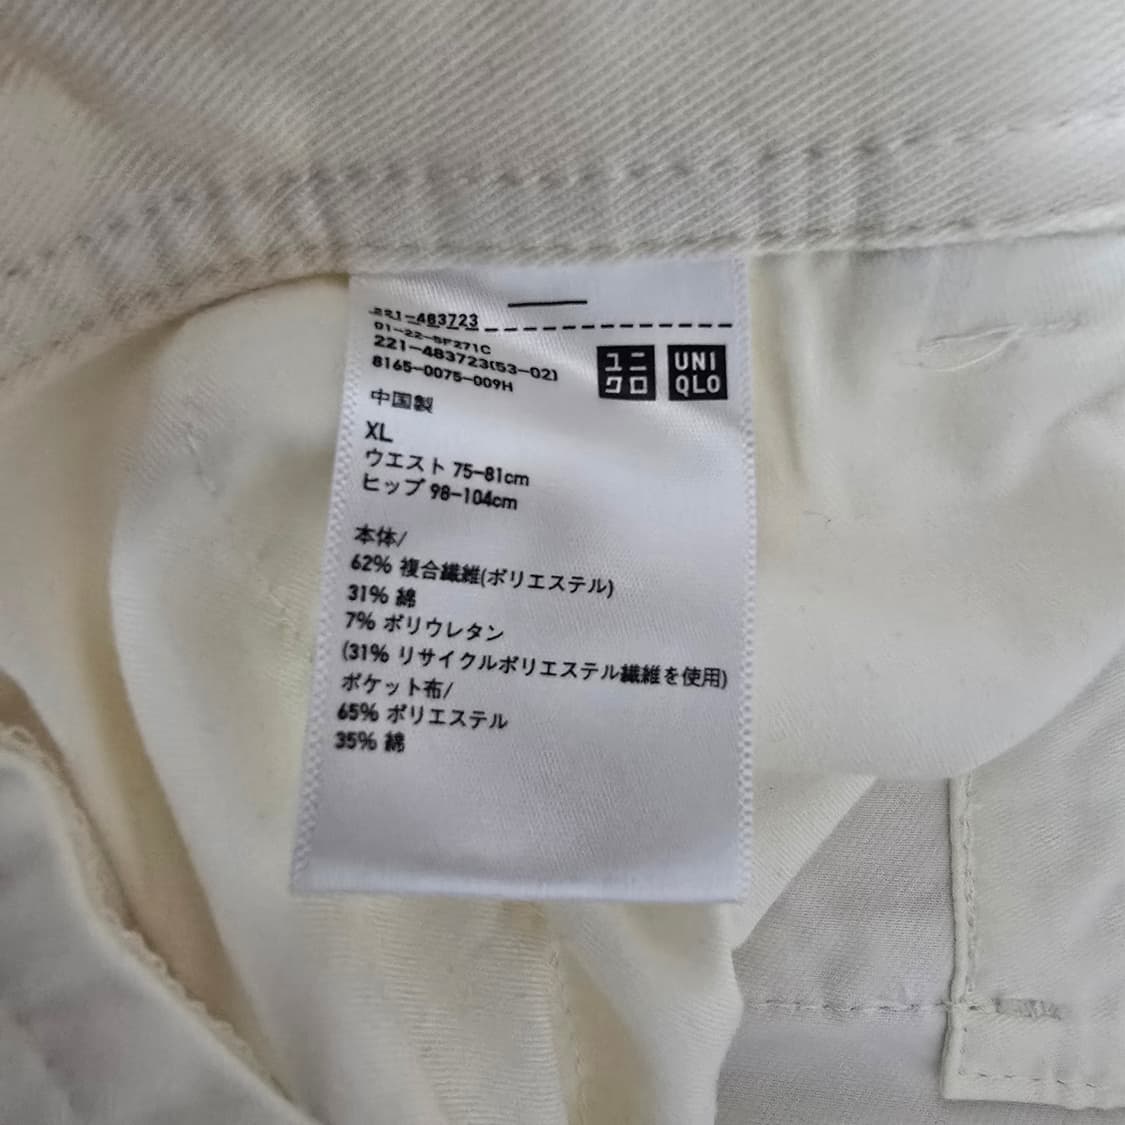 221-483723
01-22-SF271C
221-483723(53-02)
8165-0075-009H
ユニ
クロ
UNI
QLO
中国製
XL
ウエスト 75-81cm
ヒップ 98-104cm
本体/
62% 複合繊維(ポリエステル)
31% 綿
7% ポリウレタン
(31% リサイクルポリエステル繊維を使用)
ポケット布/
65% ポリエステル
35% 綿